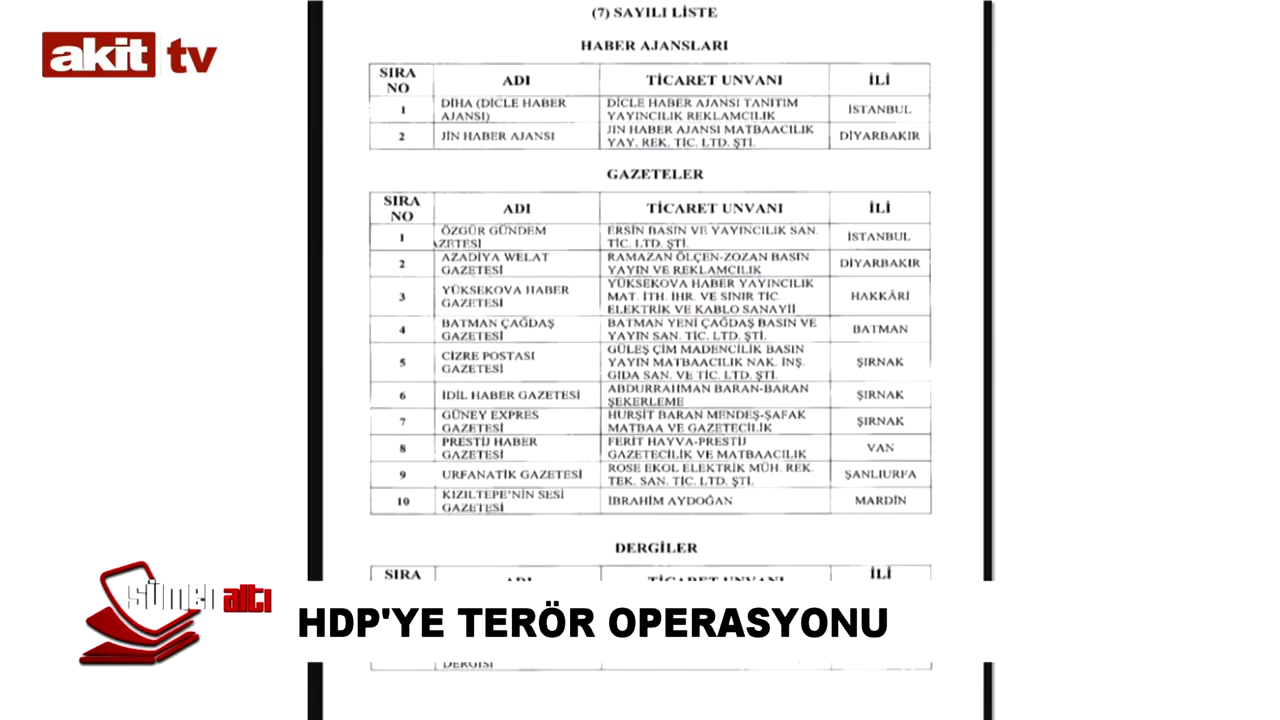 akit tv
(7) SAYILI LİSTE
HABER AJANSLARI
SIRA NO ADI TİCARET UNVANI İLİ
1 DİHA (DİCLE HABER AJANSI) DİCLE HABER AJANSI TANITIM YAYINCILIK REKLAMCILIK İSTANBUL
2 JİN HABER AJANSI JIN HABER AJANSI MATBAACILIK YAY. REK. TİC. LTD. ŞTİ. DİYARBAKIR
GAZETELER
SIRA NO ADI TİCARET UNVANI İLİ
1 ÖZGÜR GÜNDEM AZETESİ ERSİN BASIN VE YAYINCILIK SAN. TİC. LTD. ŞTİ. İSTANBUL
2 AZADİYA WELAT GAZETESİ RAMAZAN ÖLÇEN-ZOZAN BASIN YAYIN VE REKLAMCILIK DİYARBAKIR
3 YÜKSEKOVA HABER GAZETESİ YÜKSEKOVA HABER YAYINCILIK MAT. İTH. İHR. VE SINIR TİC. ELEKTRİK VE KABLO SANAYİİ HAKKÂRİ
4 BATMAN ÇAĞDAŞ GAZETESİ BATMAN YENİ ÇAĞDAŞ BASIN VE YAYIN SAN. TİC. LTD. ŞTİ. BATMAN
5 CİZRE POSTASI GAZETESİ GÜLEŞ ÇİM MADENCİLİK BASIN YAYIN MATBAACILIK NAK. İNŞ. GIDA SAN. VE TİC. LTD. ŞTİ. ŞIRNAK
6 İDİL HABER GAZETESİ ABDURRAHMAN BARAN-BARAN ŞEKERLEME ŞIRNAK
7 GÜNEY EXPRES GAZETESİ HURŞİT BARAN MENDEŞ-ŞAFAK MATBAA VE GAZETECİLİK ŞIRNAK
8 PRESTİJ HABER GAZETESİ FERİT HAYVA-PRESTİJ GAZETECİLİK VE MATBAACILIK VAN
9 URFANATİK GAZETESİ ROSE EKOL ELEKTRİK MÜH. REK. TEK. SAN. TİC. LTD. ŞTİ. ŞANLIURFA
10 KIZILTEPE'NİN SESİ GAZETESİ İBRAHİM AYDOĞAN MARDİN
DERGİLER
SIRA ADI TİCARET UNVANI İLİ
SÜMEN ALTI
HDP'YE TERÖR OPERASYONU
DERGİSİ